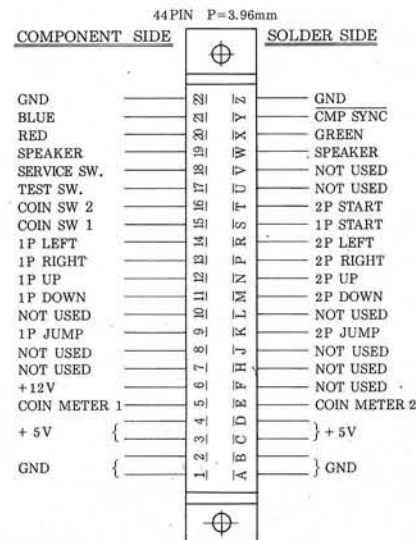 44PIN P=3.96mm
COMPONENT SIDE SOLDER SIDE
GND 22 Z GND
BLUE 21 Y CMP SYNC
RED 20 X GREEN
SPEAKER 19 W SPEAKER
SERVICE SW. 18 V NOT USED
TEST SW. 17 U NOT USED
COIN SW 2 16 T 2P START
COIN SW 1 15 S 1P START
1P LEFT 14 R 2P LEFT
1P RIGHT 13 P 2P RIGHT
1P UP 12 N 2P UP
1P DOWN 11 M 2P DOWN
NOT USED 10 L NOT USED
1P JUMP 9 K 2P JUMP
NOT USED 8 J NOT USED
NOT USED 7 H NOT USED
+12V 6 F NOT USED
COIN METER 1 5 E COIN METER 2
+ 5V { 4 D } + 5V
3 C
GND { 2 B } GND
1 A